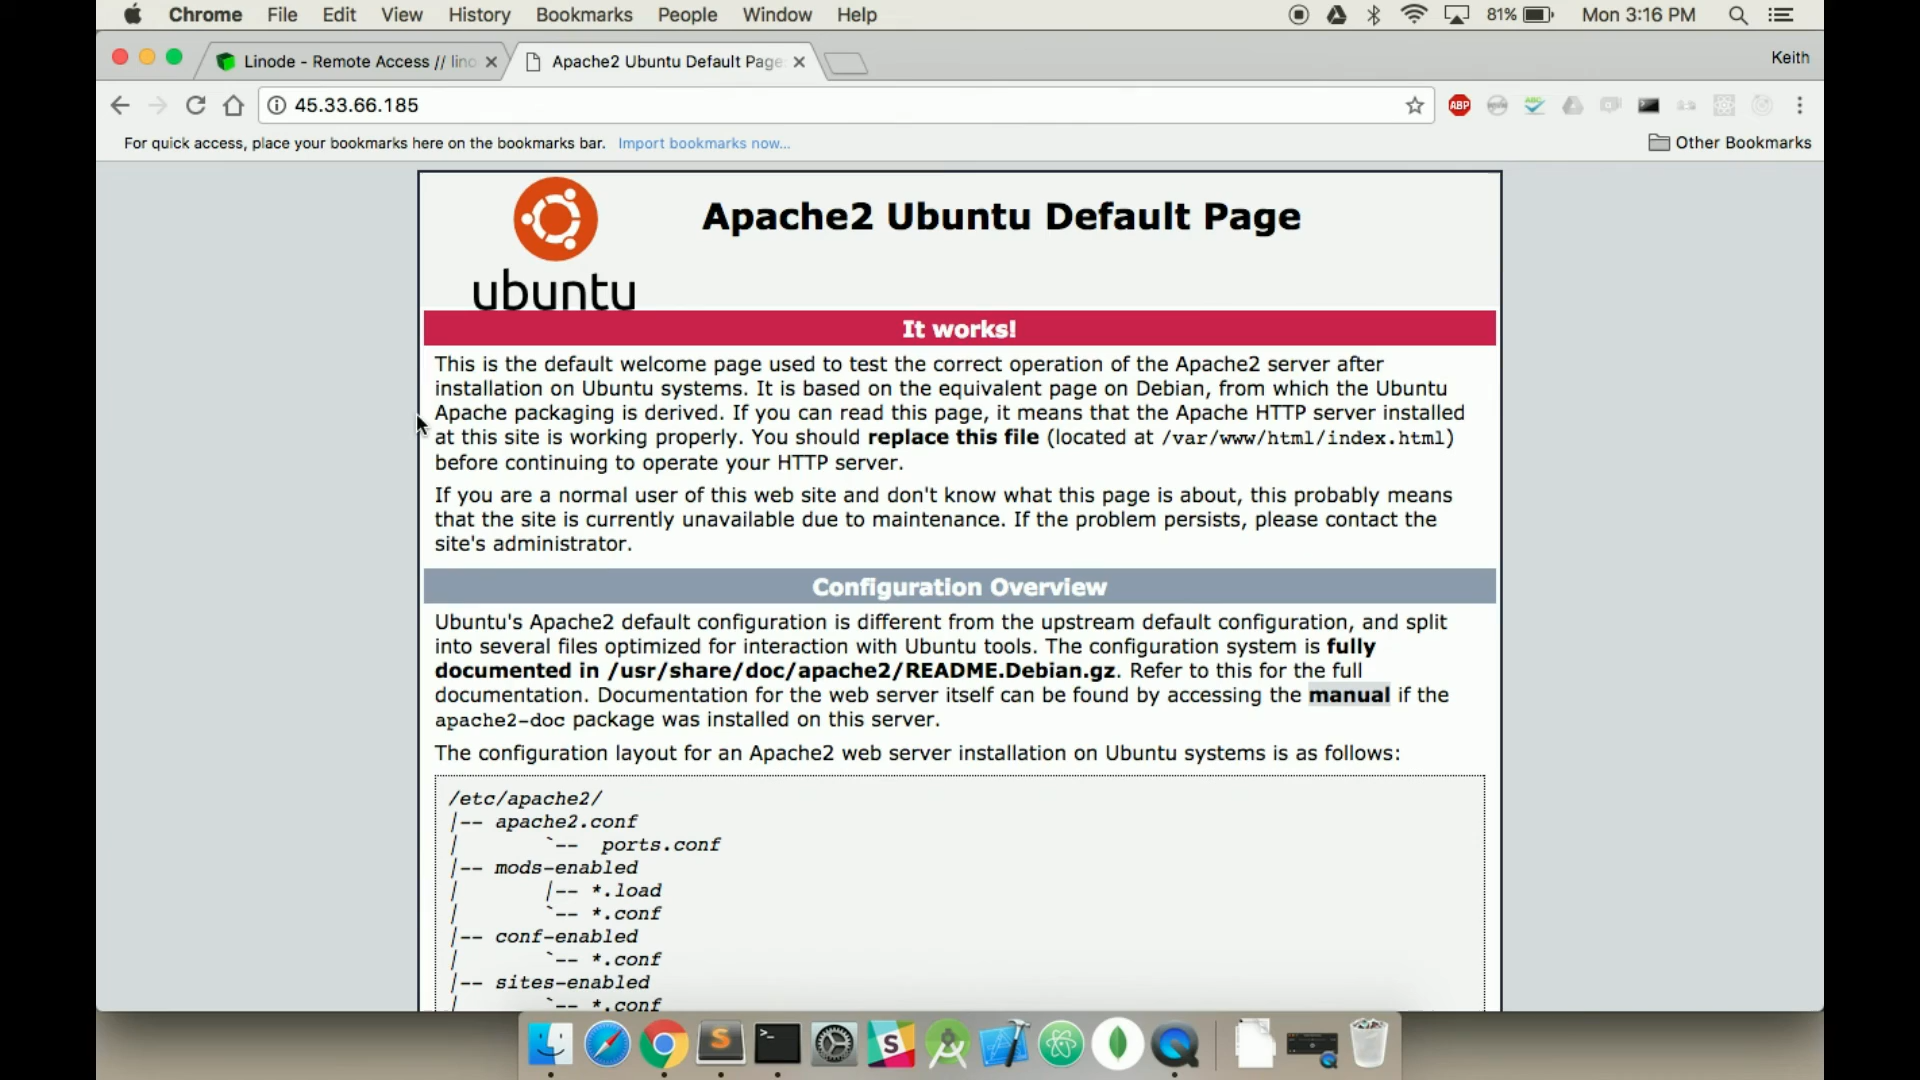 Chrome File Edit View History Bookmarks People Window Help 81% Mon 3:16 PM
Linode - Remote Access // lino Apache2 Ubuntu Default Page Keith
45.33.66.185 ABP
For quick access, place your bookmarks here on the bookmarks bar. Import bookmarks now... Other Bookmarks
Apache2 Ubuntu Default Page
ubuntu
It works!
This is the default welcome page used to test the correct operation of the Apache2 server after
installation on Ubuntu systems. It is based on the equivalent page on Debian, from which the Ubuntu
Apache packaging is derived. If you can read this page, it means that the Apache HTTP server installed
at this site is working properly. You should replace this file (located at /var/www/html/index.html)
before continuing to operate your HTTP server.
If you are a normal user of this web site and don't know what this page is about, this probably means
that the site is currently unavailable due to maintenance. If the problem persists, please contact the
site's administrator.
Configuration Overview
Ubuntu's Apache2 default configuration is different from the upstream default configuration, and split
into several files optimized for interaction with Ubuntu tools. The configuration system is fully
documented in /usr/share/doc/apache2/README.Debian.gz. Refer to this for the full
documentation. Documentation for the web server itself can be found by accessing the manual if the
apache2-doc package was installed on this server.
The configuration layout for an Apache2 web server installation on Ubuntu systems is as follows:
/etc/apache2/
|-- apache2.conf
|       `--  ports.conf
|-- mods-enabled
|       |-- *.load
|       `-- *.conf
|-- conf-enabled
|       `-- *.conf
|-- sites-enabled
|       `-- *.conf